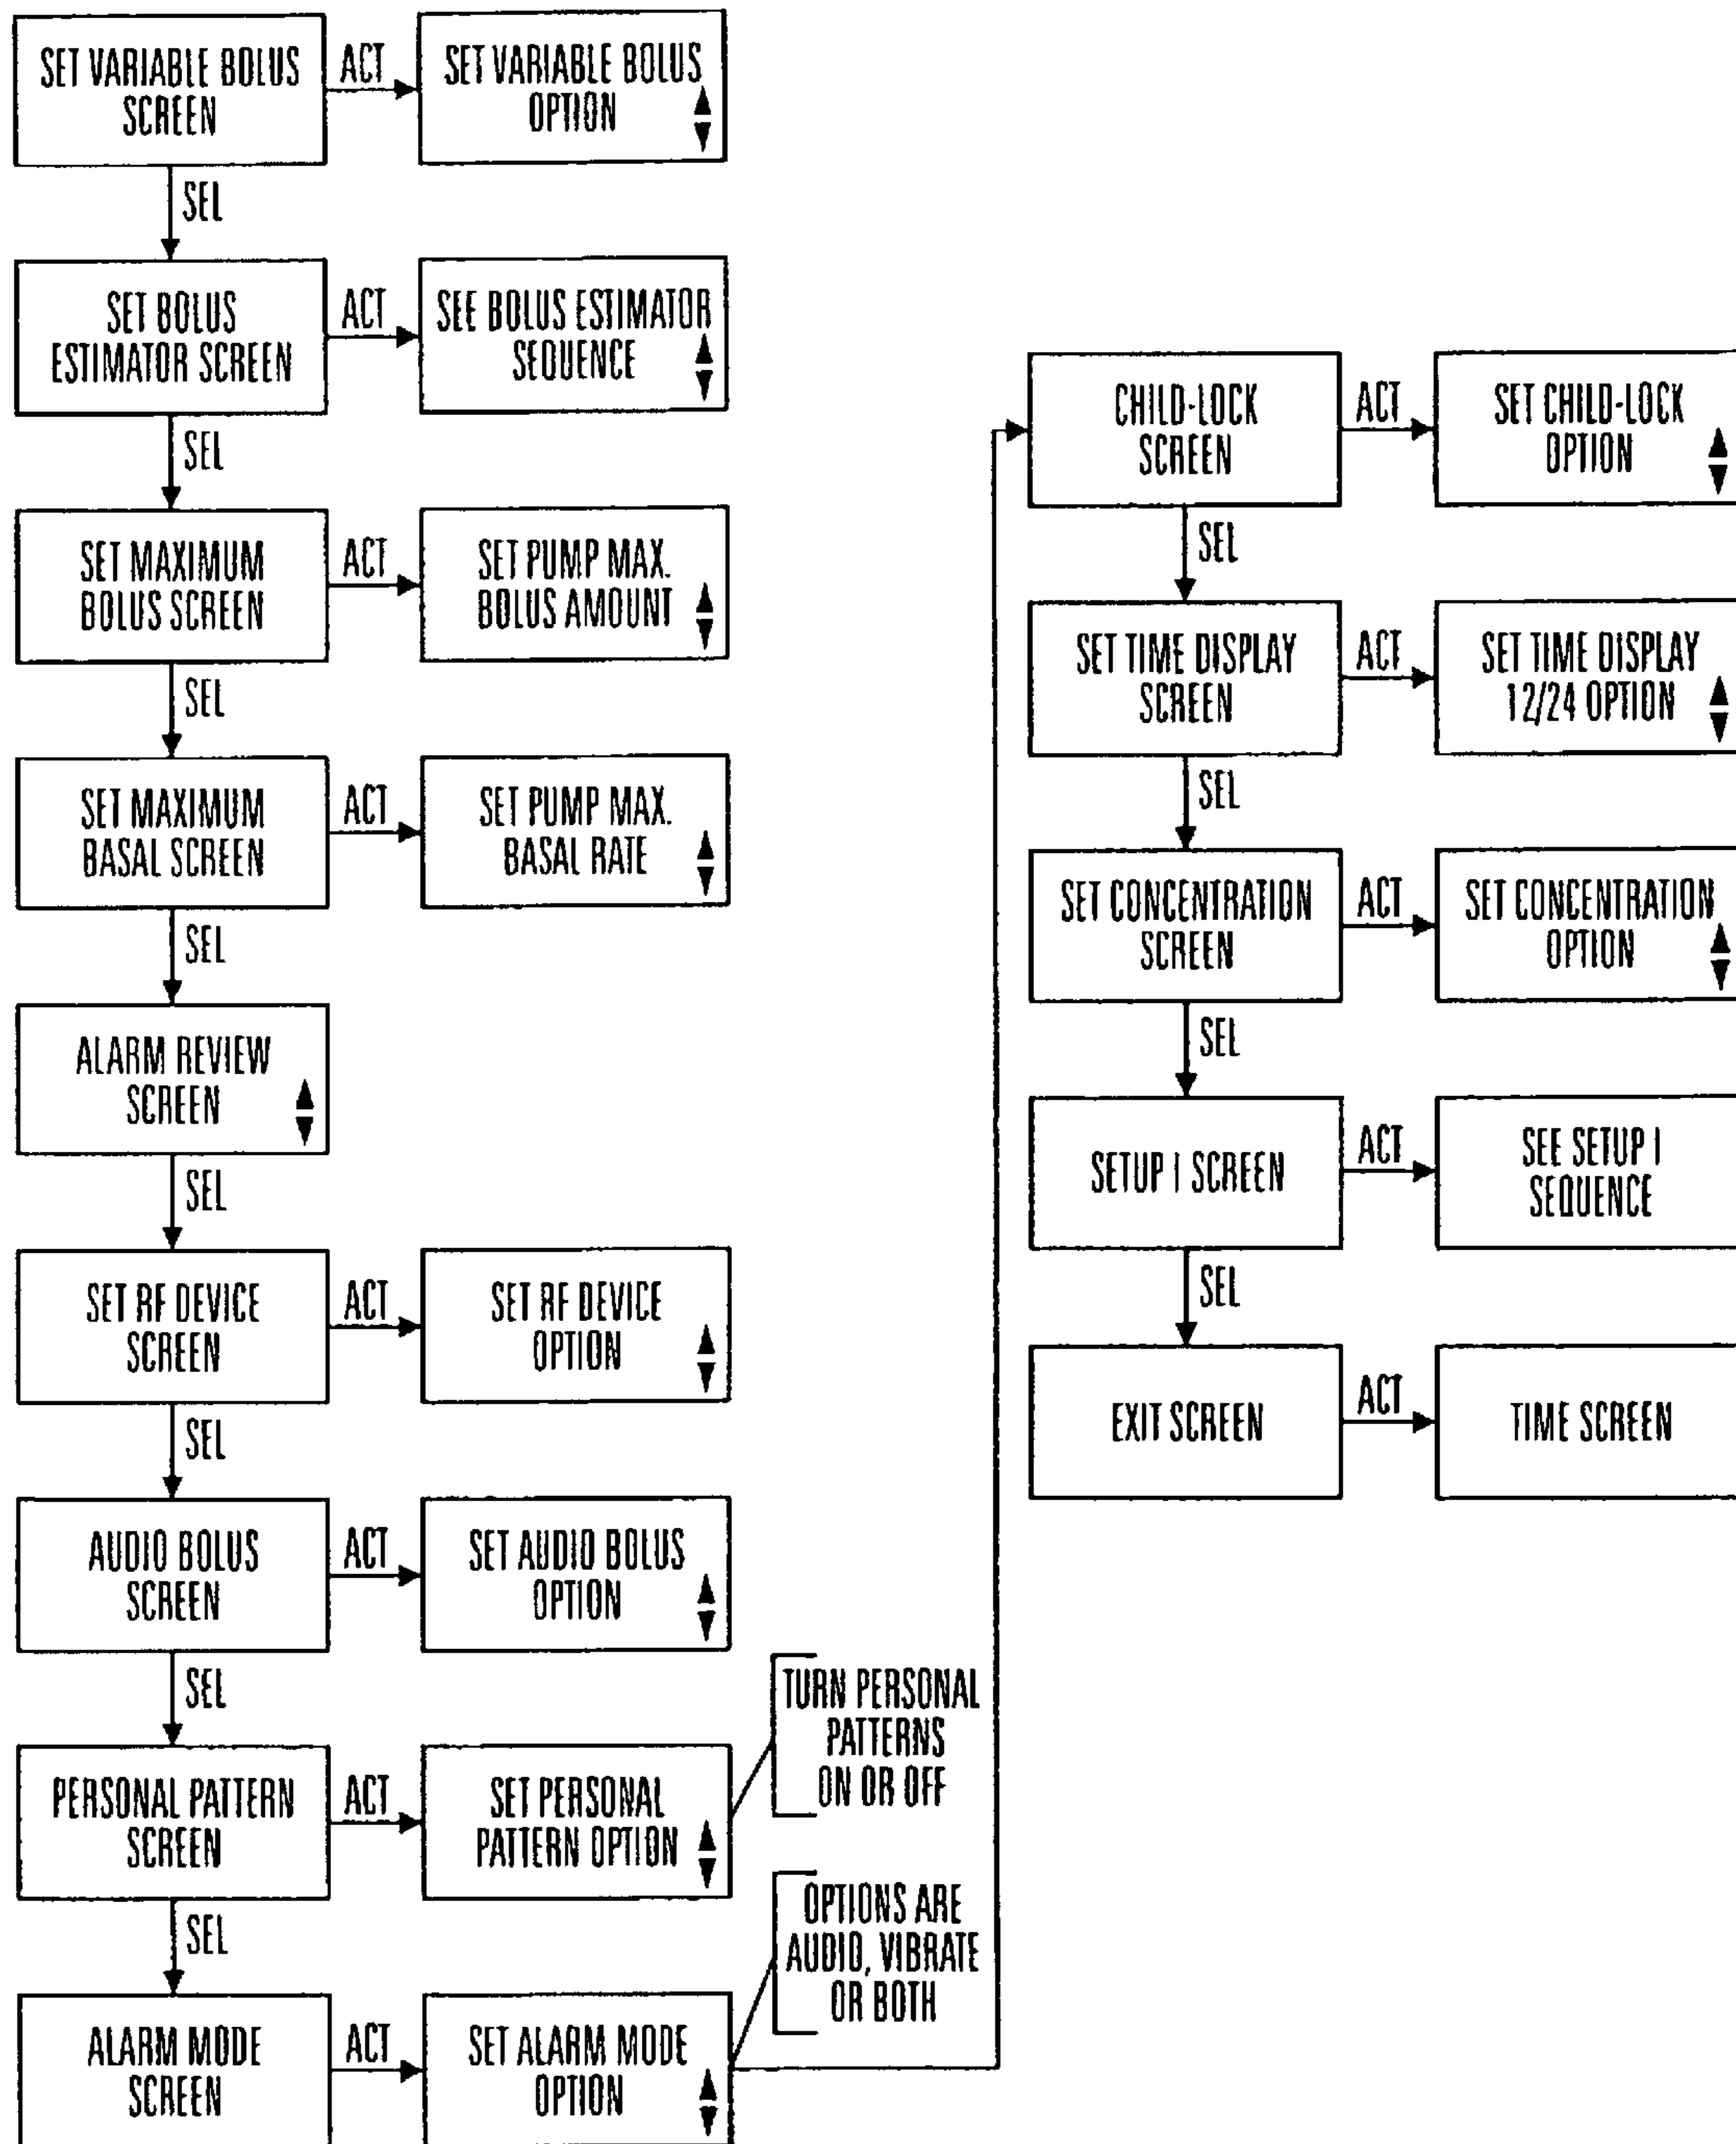 SET VARIABLE BOLUS
SCREEN
ACT
SET VARIABLE BOLUS
OPTION
SEL
SET BOLUS
ESTIMATOR SCREEN
ACT
SEE BOLUS ESTIMATOR
SEQUENCE
SEL
SET MAXIMUM
BOLUS SCREEN
ACT
SET PUMP MAX.
BOLUS AMOUNT
SEL
SET MAXIMUM
BASAL SCREEN
ACT
SET PUMP MAX.
BASAL RATE
SEL
ALARM REVIEW
SCREEN
SEL
SET RF DEVICE
SCREEN
ACT
SET RF DEVICE
OPTION
SEL
AUDIO BOLUS
SCREEN
ACT
SET AUDIO BOLUS
OPTION
SEL
PERSONAL PATTERN
SCREEN
ACT
SET PERSONAL
PATTERN OPTION
TURN PERSONAL
PATTERNS
ON OR OFF
SEL
ALARM MODE
SCREEN
ACT
SET ALARM MODE
OPTION
OPTIONS ARE
AUDIO, VIBRATE
OR BOTH
CHILD-LOCK
SCREEN
ACT
SET CHILD-LOCK
OPTION
SEL
SET TIME DISPLAY
SCREEN
ACT
SET TIME DISPLAY
12/24 OPTION
SEL
SET CONCENTRATION
SCREEN
ACT
SET CONCENTRATION
OPTION
SEL
SETUP I SCREEN
ACT
SEE SETUP I
SEQUENCE
SEL
EXIT SCREEN
ACT
TIME SCREEN